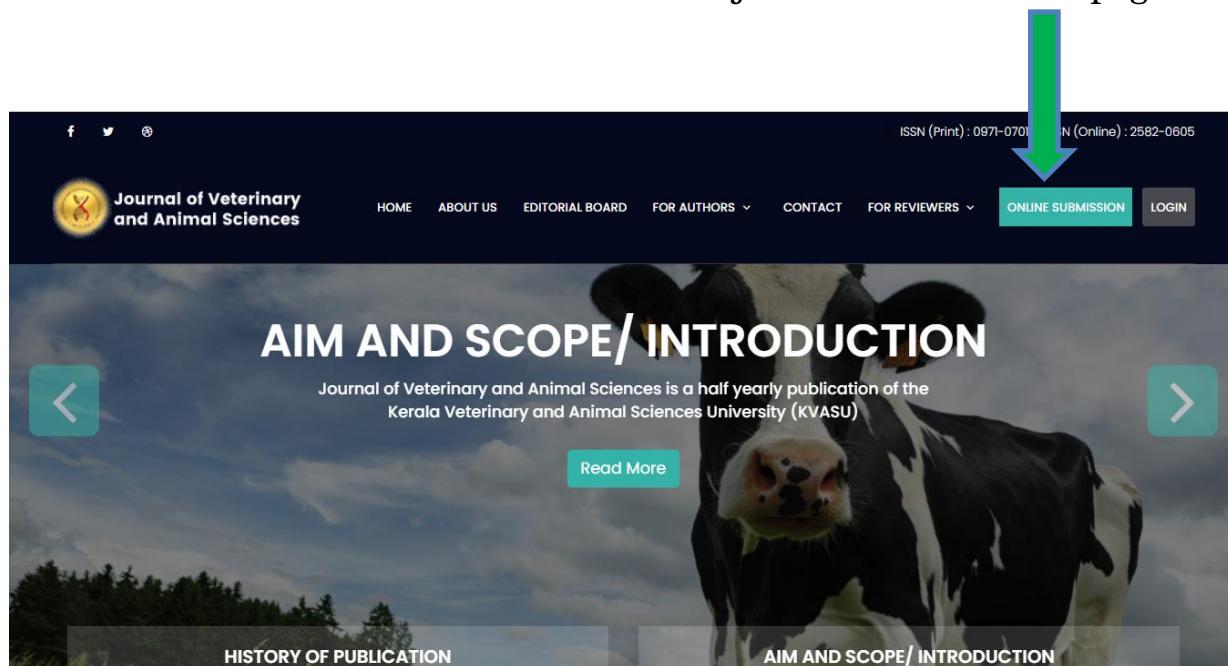 ISSN (Print) : 0971-0701 (Online) : 2582-0605
Journal of Veterinary
and Animal Sciences
HOME ABOUT US EDITORIAL BOARD FOR AUTHORS CONTACT FOR REVIEWERS ONLINE SUBMISSION LOGIN
AIM AND SCOPE/ INTRODUCTION
Journal of Veterinary and Animal Sciences is a half yearly publication of the
Kerala Veterinary and Animal Sciences University (KVASU)
Read More
HISTORY OF PUBLICATION
AIM AND SCOPE/ INTRODUCTION